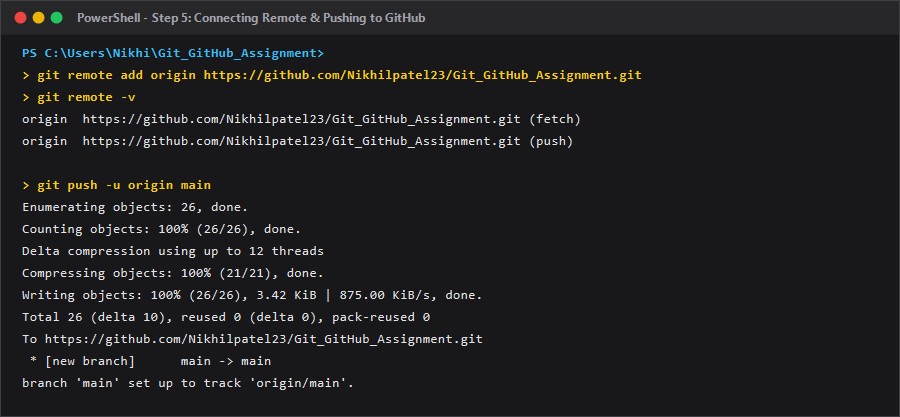 PowerShell - Step 5: Connecting Remote & Pushing to GitHub
PS C:\Users\Nikhi\Git_GitHub_Assignment>
> git remote add origin https://github.com/Nikhilpatel23/Git_GitHub_Assignment.git
> git remote -v
origin  https://github.com/Nikhilpatel23/Git_GitHub_Assignment.git (fetch)
origin  https://github.com/Nikhilpatel23/Git_GitHub_Assignment.git (push)
> git push -u origin main
Enumerating objects: 26, done.
Counting objects: 100% (26/26), done.
Delta compression using up to 12 threads
Compressing objects: 100% (21/21), done.
Writing objects: 100% (26/26), 3.42 KiB | 875.00 KiB/s, done.
Total 26 (delta 10), reused 0 (delta 0), pack-reused 0
To https://github.com/Nikhilpatel23/Git_GitHub_Assignment.git
 * [new branch]      main -> main
branch 'main' set up to track 'origin/main'.